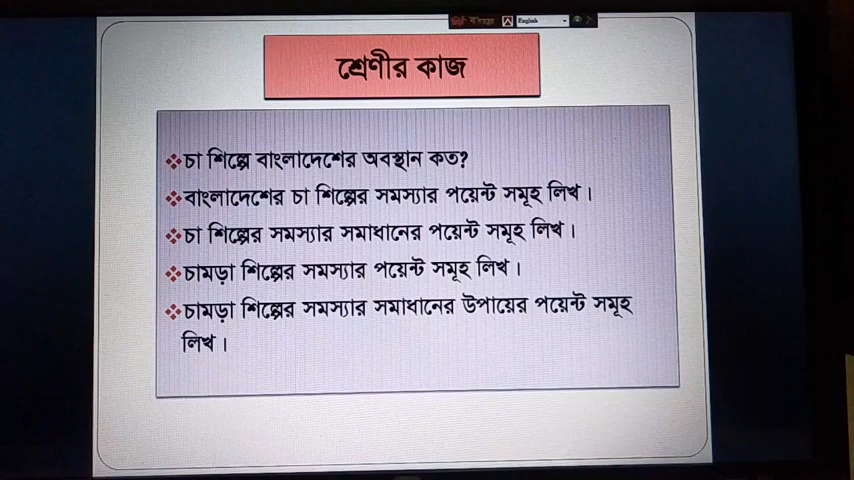 English
শ্রেণীর কাজ
চা শিল্পে বাংলাদেশের অবস্থান কত?
বাংলাদেশের চা শিল্পের সমস্যার পয়েন্ট সমূহ লিখ।
চা শিল্পের সমস্যার সমাধানের পয়েন্ট সমূহ লিখ।
চামড়া শিল্পের সমস্যার পয়েন্ট সমূহ লিখ।
চামড়া শিল্পের সমস্যার সমাধানের উপায়ের পয়েন্ট সমূহ
লিখ।